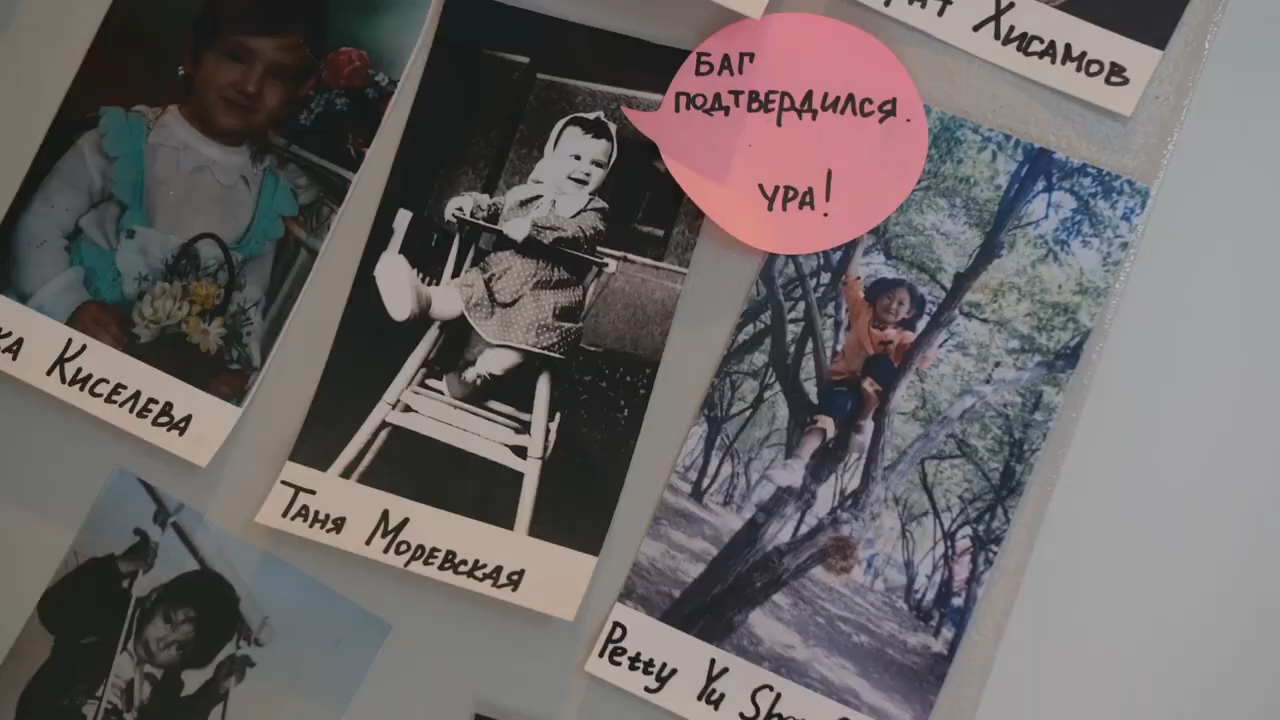 Хисамов
БАГ
ПОДТВЕРДИЛСЯ.
УРА!
Киселева
Таня Моревская
Petty Yu